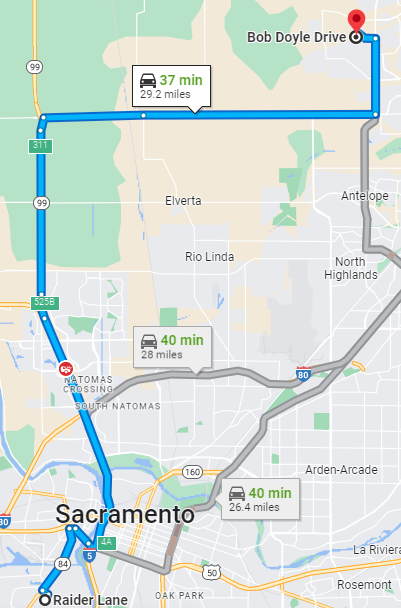 Bob Doyle Drive
99
37 min
29.2 miles
311
Antelope
Elverta
99
Rio Linda
North
Highlands
525B
40 min
28 miles
80
NATOMAS
CROSSING
SOUTH NATOMAS
Arden-Arcade
160
40 min
26.4 miles
Sacramento
80
4A
5
La Riviera
84
50
Rosemont
Raider Lane
OAK PARK